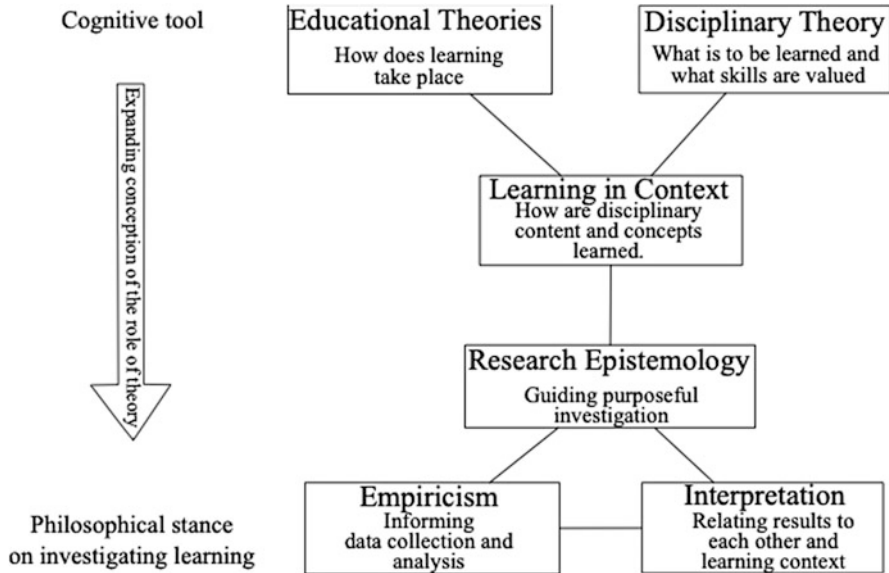 Cognitive tool
Expanding conception of the role of theory
Philosophical stance
on investigating learning
Educational Theories
How does learning
take place
Disciplinary Theory
What is to be learned and
what skills are valued
Learning in Context
How are disciplinary
content and concepts
learned.
Research Epistemology
Guiding purposeful
investigation
Empiricism
Informing
data collection and
analysis
Interpretation
Relating results to
each other and
learning context